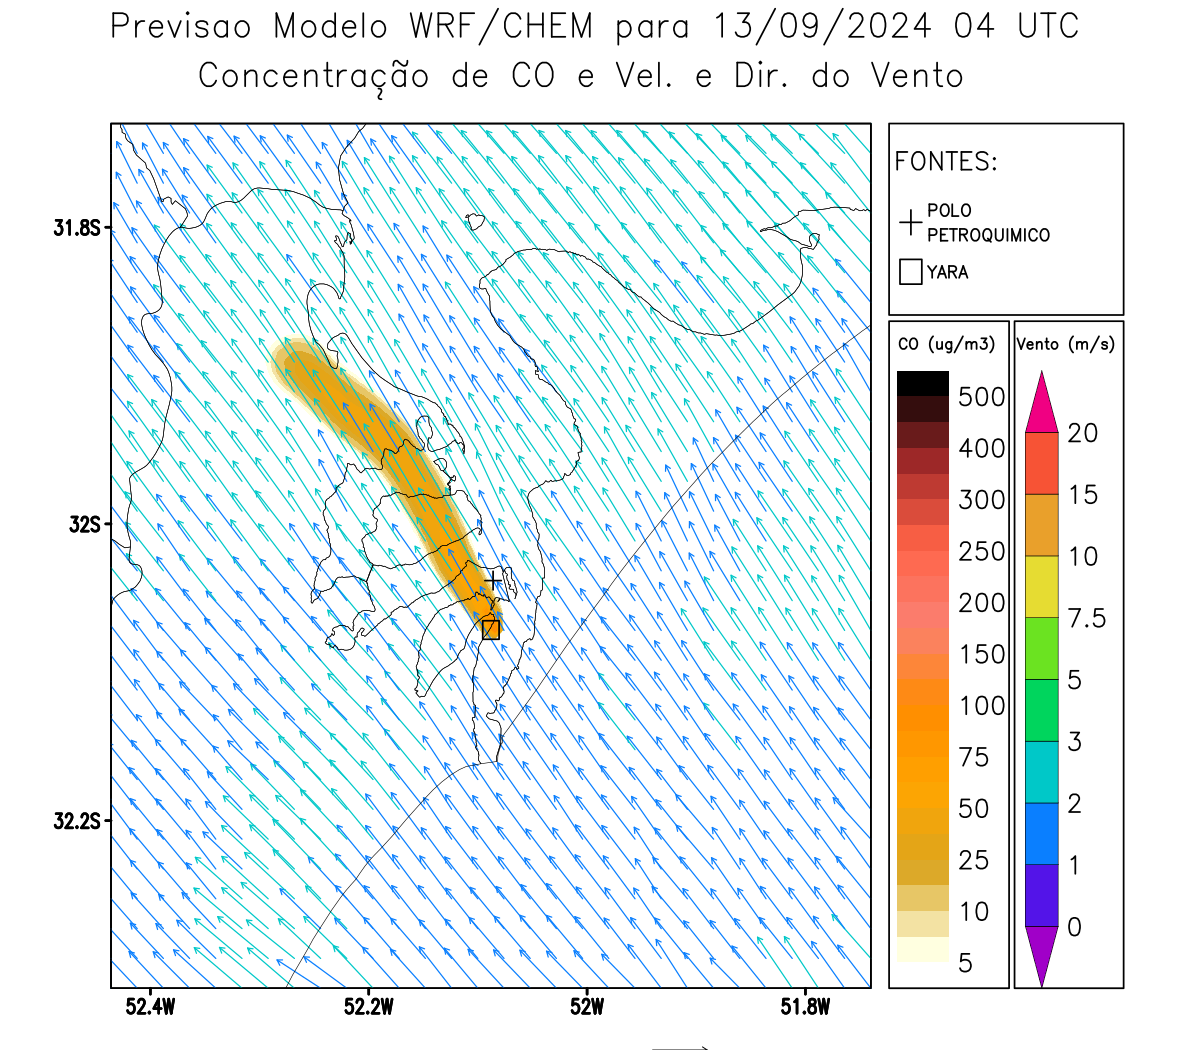 Previsao Modelo WRF/CHEM para 13/09/2024 04 UTC
Concentração de CO e Vel. e Dir. do Vento
FONTES:
POLO
PETROQUIMICO
YARA
CO (ug/m3)
500
400
300
250
200
150
100
75
50
25
10
5
Vento (m/s)
20
15
10
7.5
5
3
2
1
0
31.8S
32S
32.2S
52.4W
52.2W
52W
51.8W